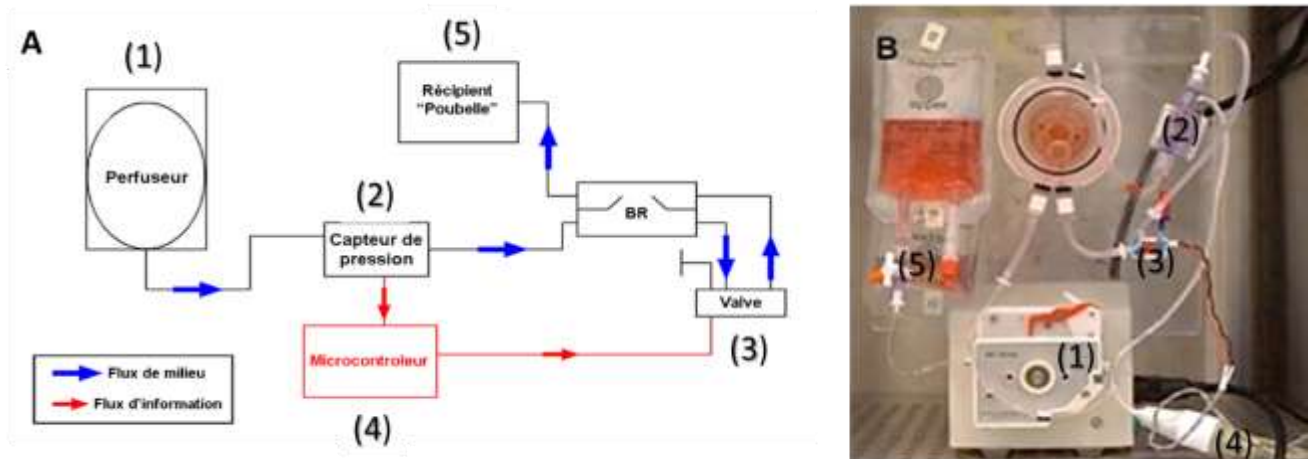 A
(1)
Perfuseur
(5)
Récipient
"Poubelle"
(2)
Capteur de
pression
BR
Valve
(3)
Microcontroleur
(4)
Flux de milieu
Flux d'information
B
(2)
(3)
(5)
(1)
(4)